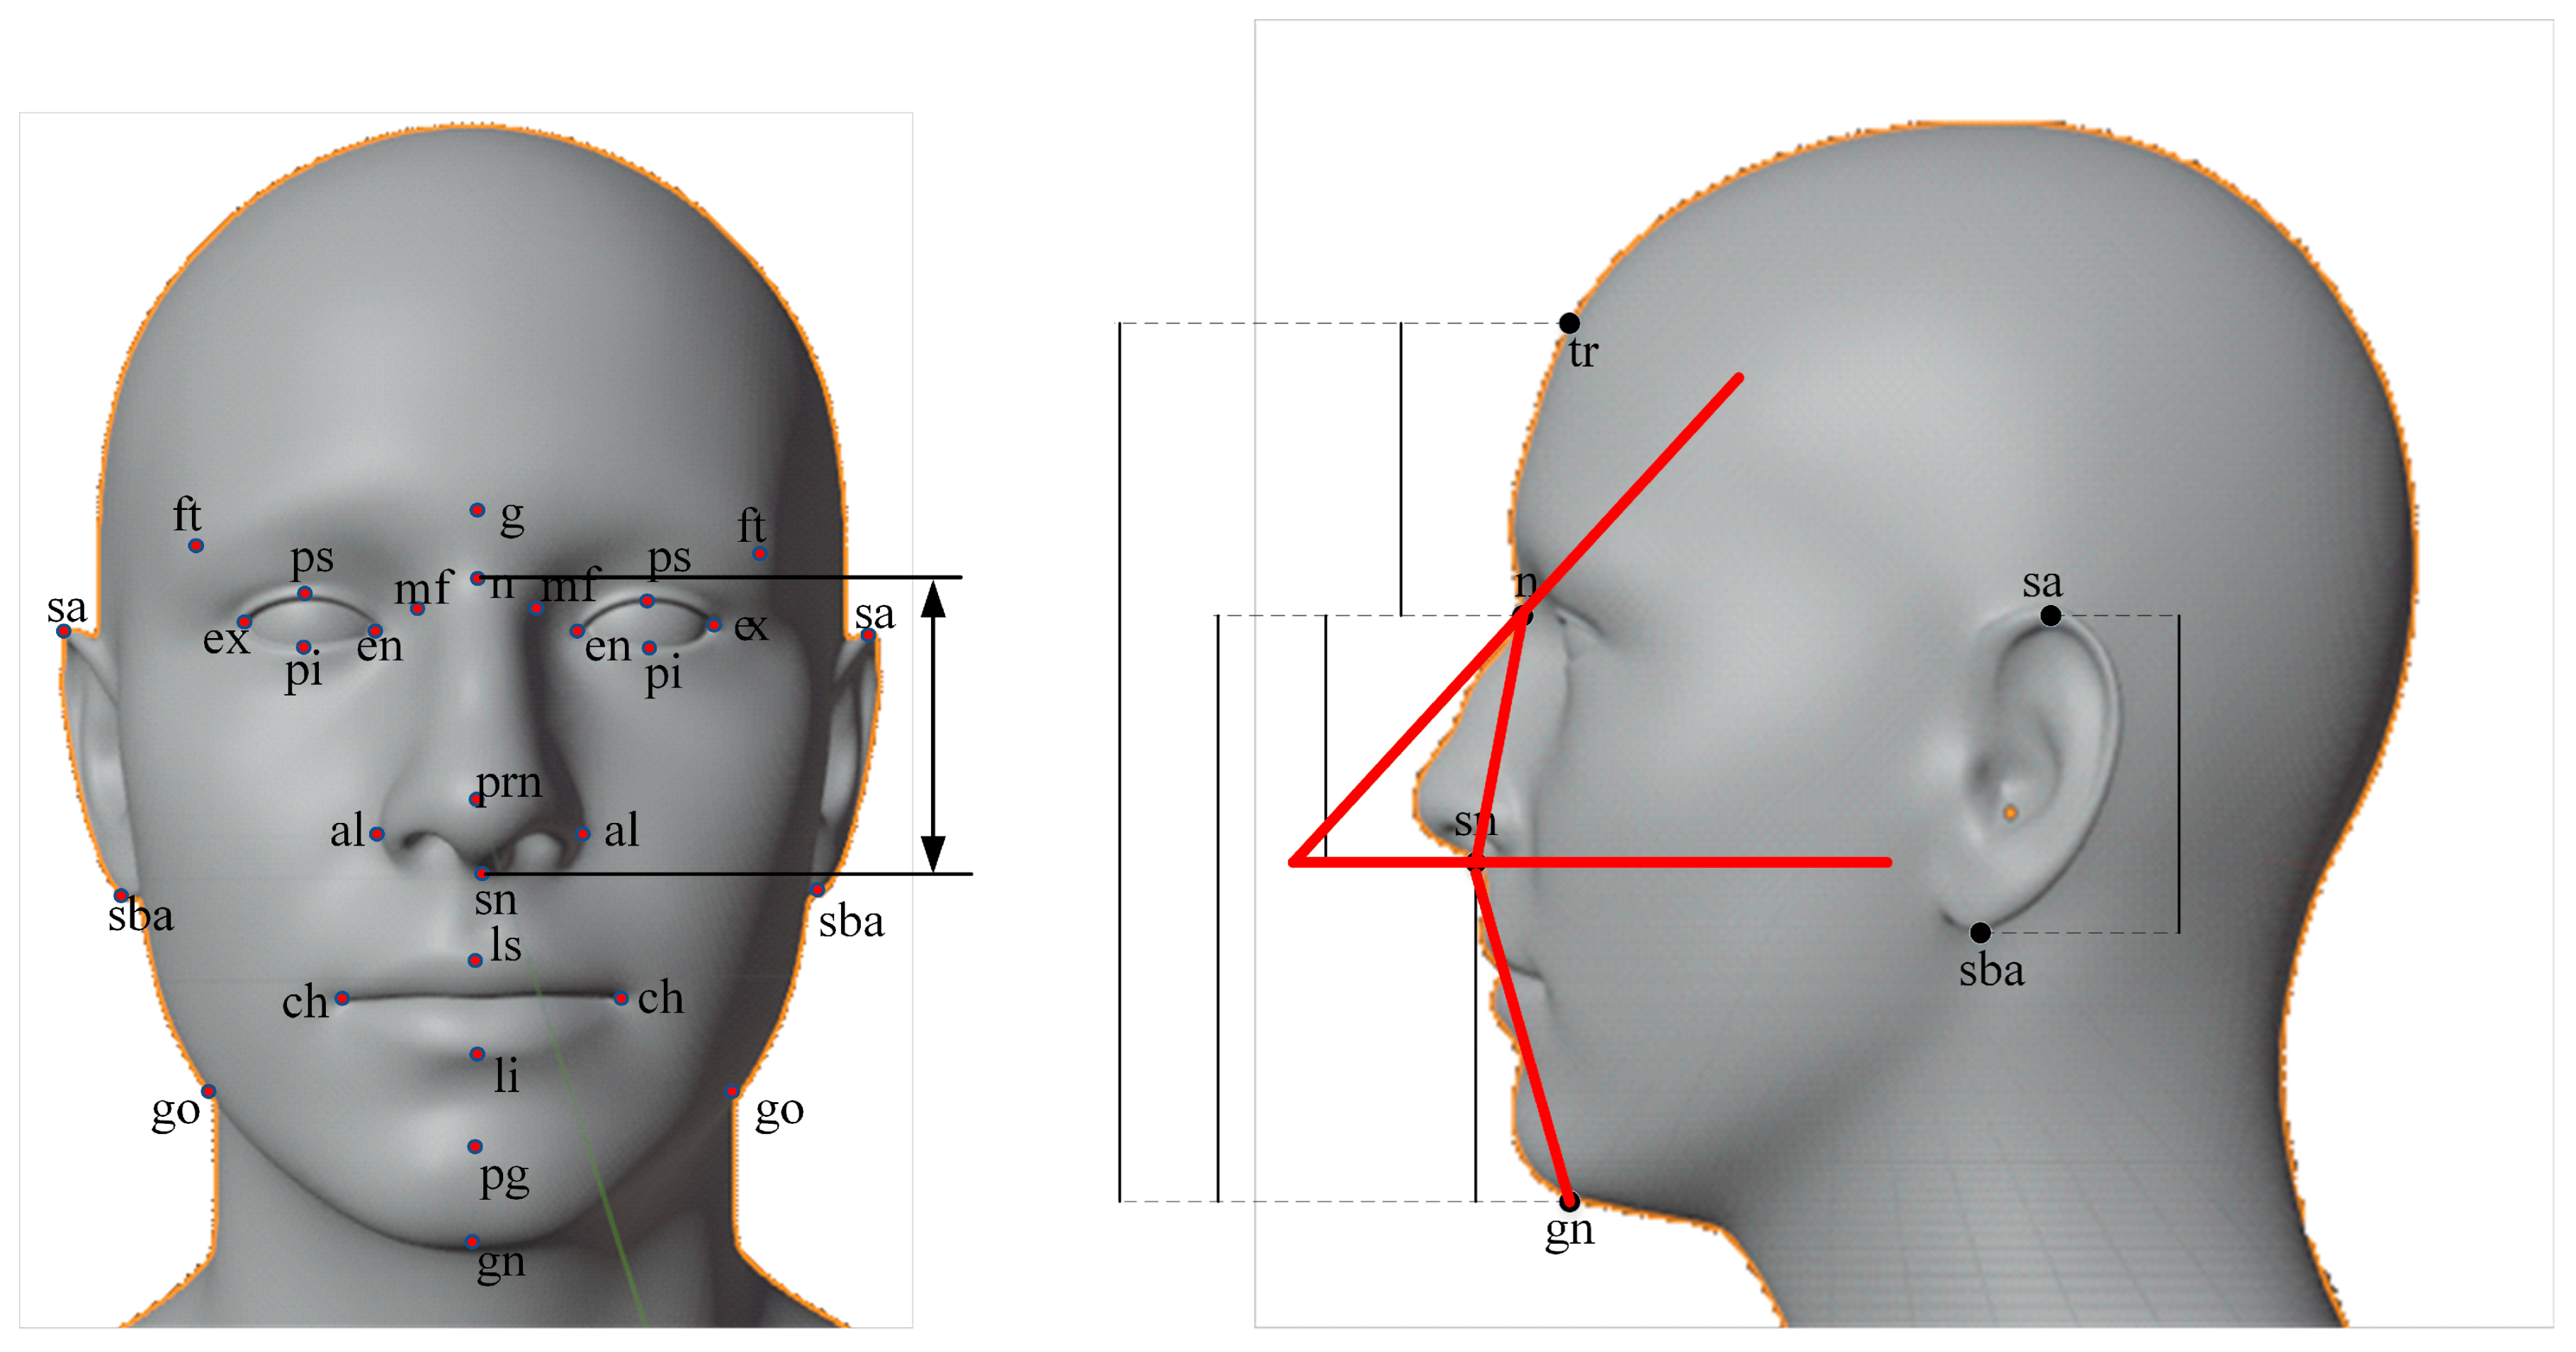 g
ft
ft
ps
ps
mf
n
mf
sa
sa
ex
en
en
ex
pi
pi
prn
al
al
sn
sba
sba
ls
ch
ch
li
go
go
pg
gn
tr
n
sa
sn
sba
gn